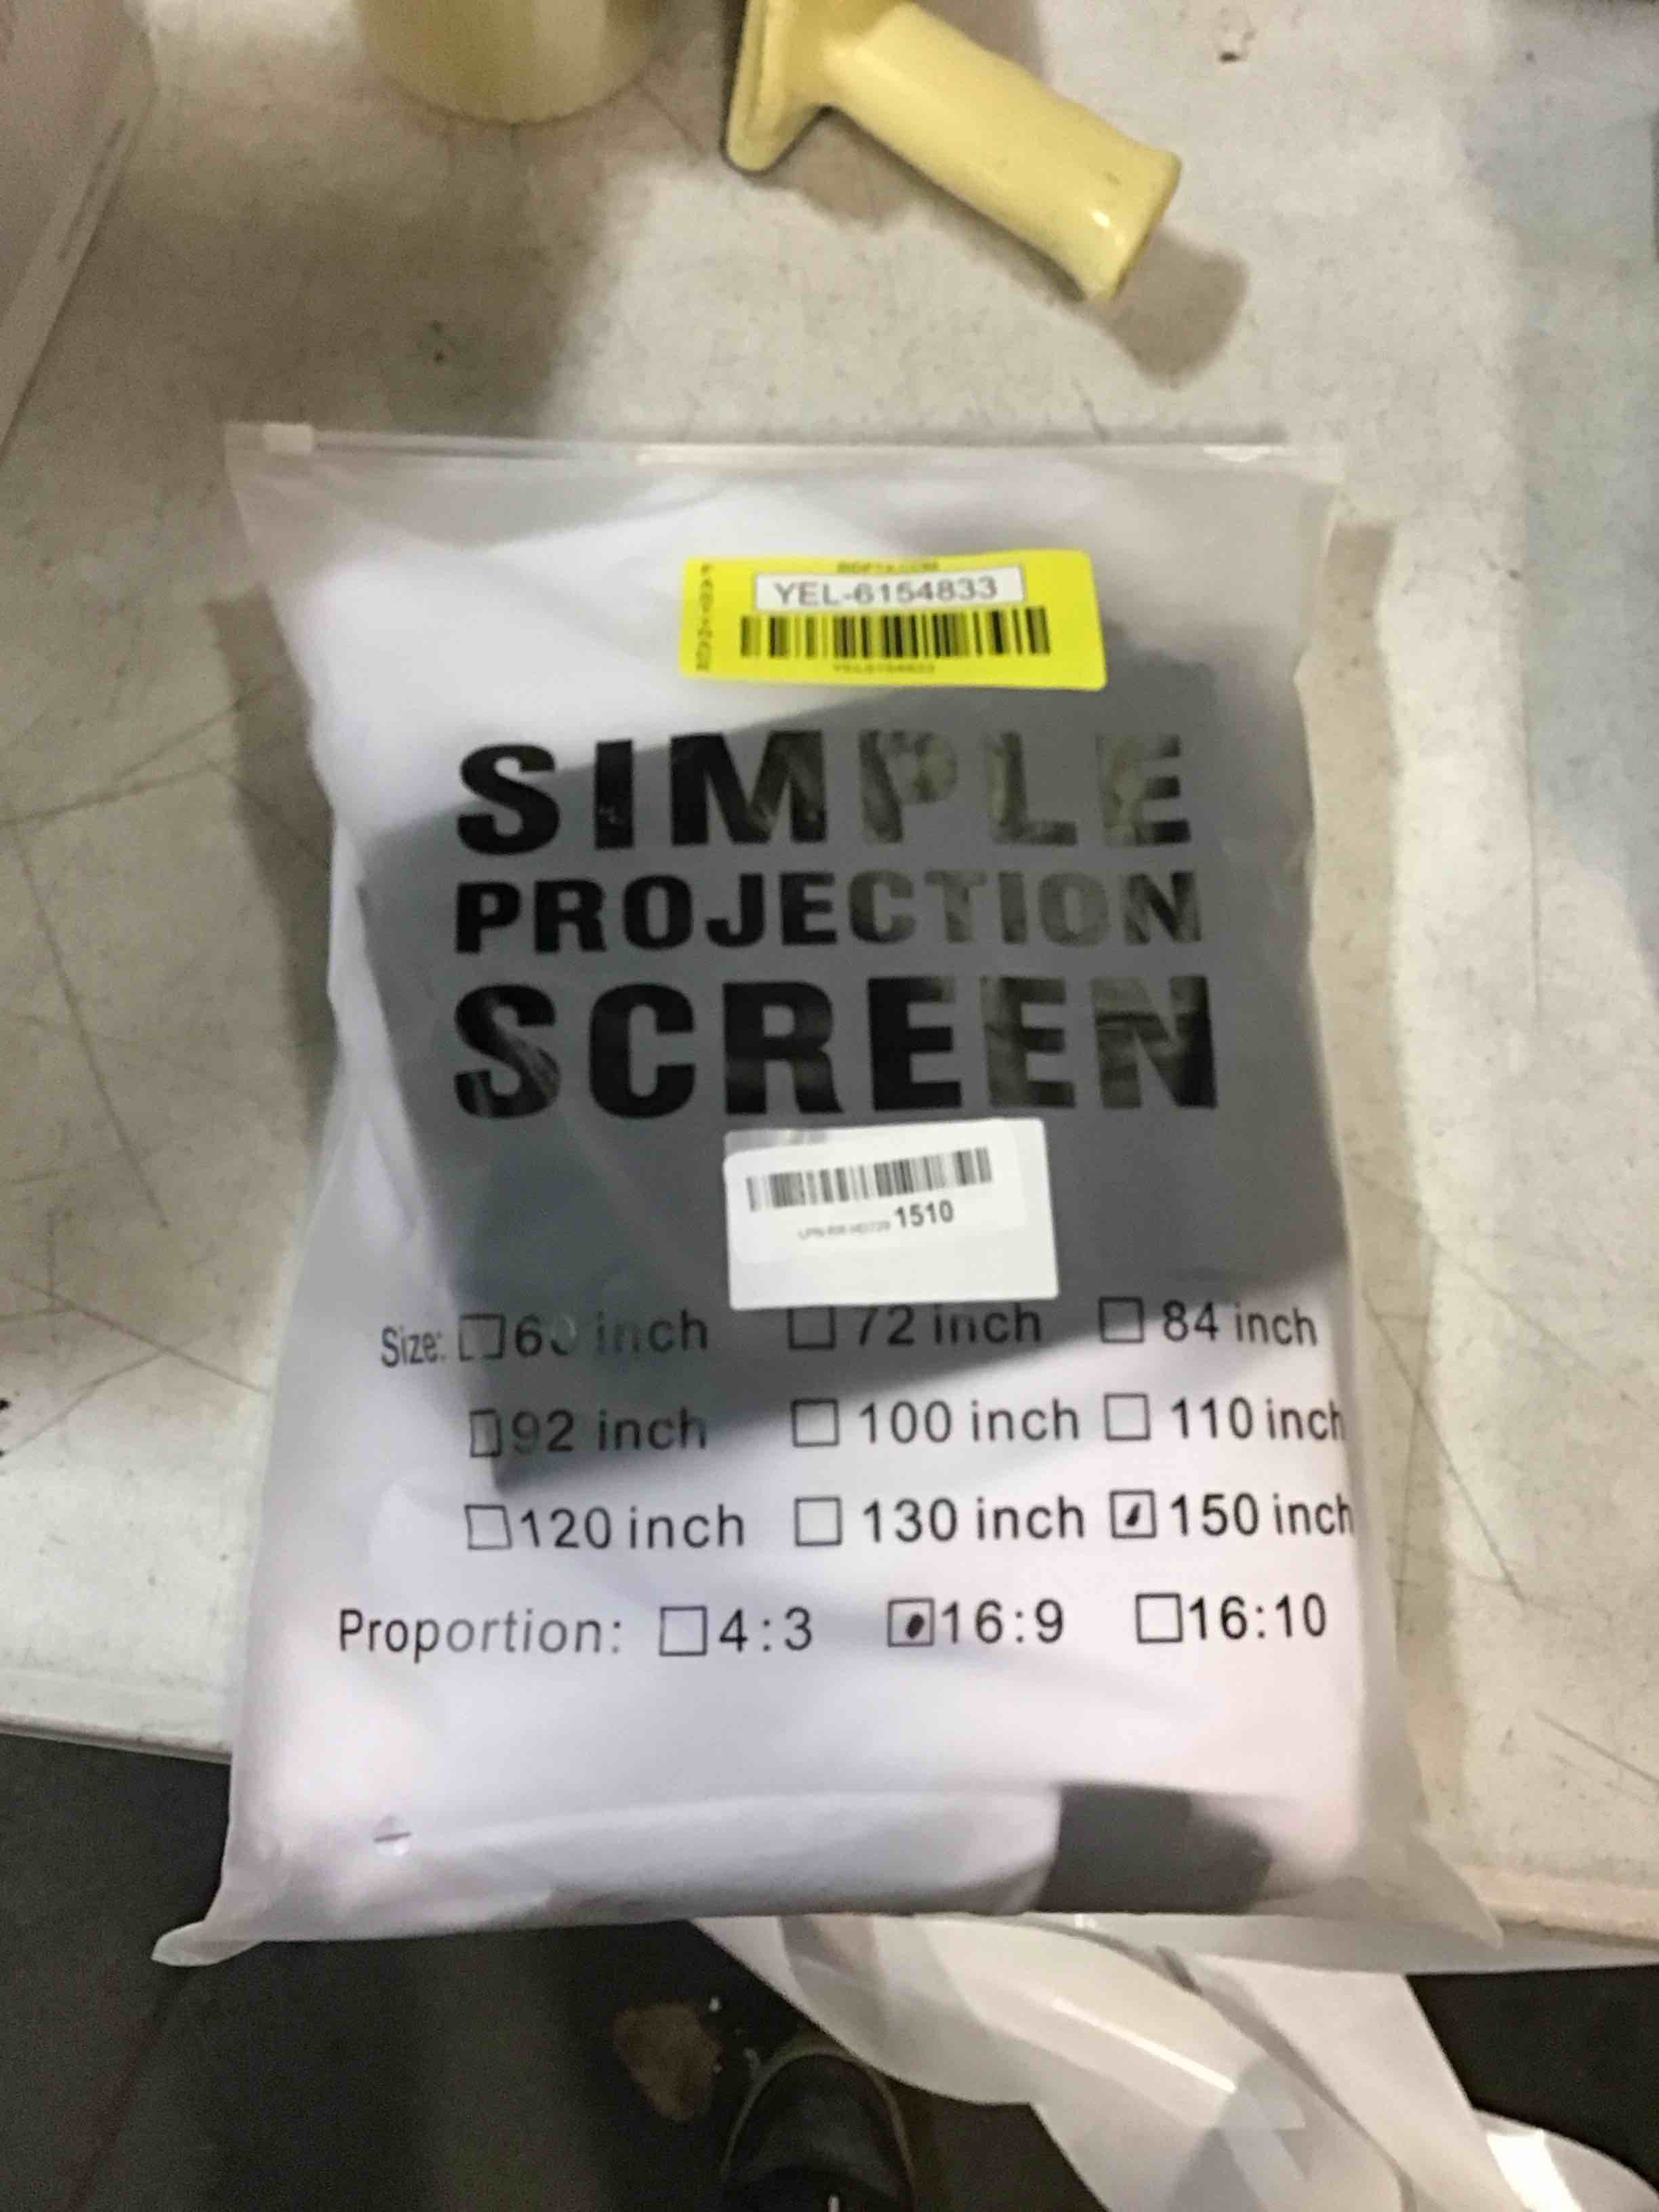 YEL-6154833
SIMPLE
PROJECTION
SCREEN
1510
Size: inch 72 inch 84 inch
92 inch 100 inch 110 inch
120 inch 130 inch 150 inch
Proportion: 4:3 16:9 16:10